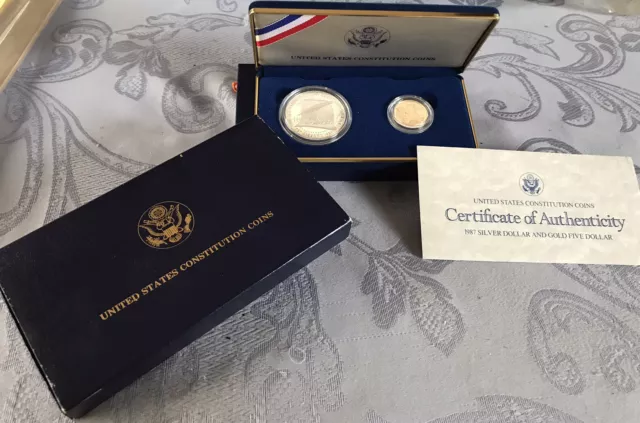 UNITED STATES CONSTITUTION COINS
UNITED STATES CONSTITUTION COINS
UNITED STATES CONSTITUTION COINS
Certificate of Authenticity
1987 SILVER DOLLAR AND GOLD FIVE DOLLAR